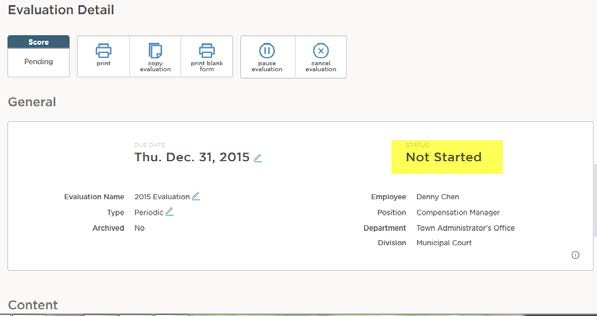 Evaluation Detail
Score
Pending
print
copy
evaluation
print blank
form
pause
evaluation
cancel
evaluation
General
DUE DATE
Thu. Dec. 31, 2015
STATUS
Not Started
Evaluation Name 2015 Evaluation
Type Periodic
Archived No
Employee Denny Chen
Position Compensation Manager
Department Town Administrator's Office
Division Municipal Court
Content